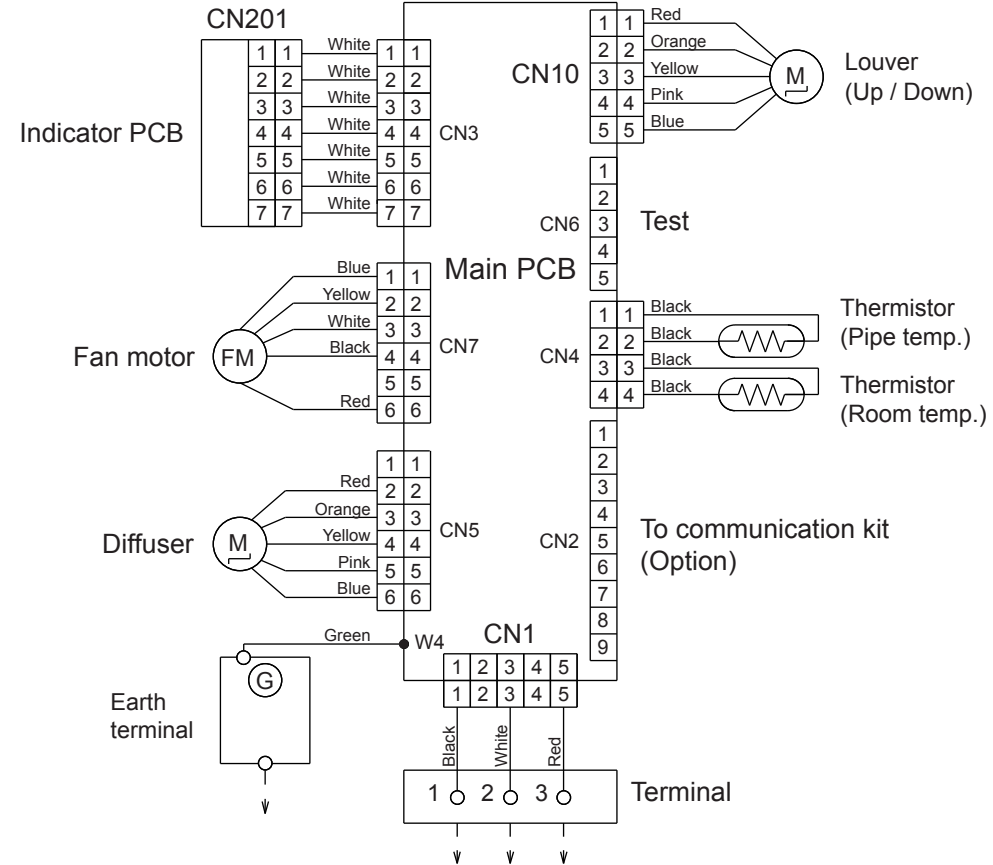 CN201
1 1 White 1 1
2 2 White 2 2
3 3 White 3 3
4 4 White 4 4
5 5 White 5 5
6 6 White 6 6
7 7 White 7 7
Indicator PCB
CN3
CN10
1 1 Red
2 2 Orange
3 3 Yellow
4 4 Pink
5 5 Blue
M
Louver
(Up / Down)
CN6
1
2
3
4
5
Test
Main PCB
Fan motor
FM
Blue 1 1
Yellow 2 2
White 3 3
Black 4 4
5 5
Red 6 6
CN7
CN4
1 1 Black
2 2 Black
3 3 Black
4 4 Black
Thermistor
(Pipe temp.)
Thermistor
(Room temp.)
Diffuser
M
1 1
Red 2 2
Orange 3 3
Yellow 4 4
Pink 5 5
Blue 6 6
CN5
CN2
1
2
3
4
5
6
7
8
9
To communication kit
(Option)
Green
W4
G
Earth
terminal
CN1
1 2 3 4 5
1 2 3 4 5
Black
White
Red
1 2 3
Terminal